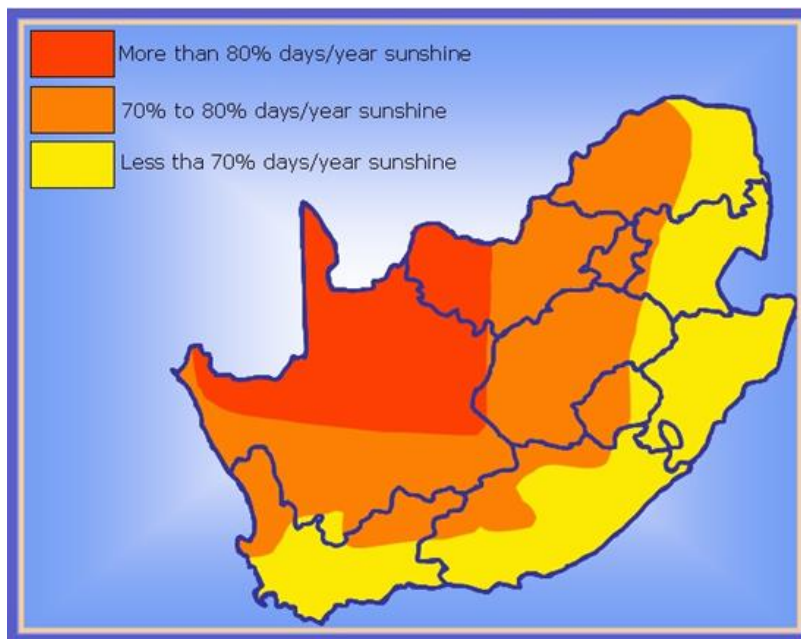 More than 80% days/year sunshine
70% to 80% days/year sunshine
Less tha 70% days/year sunshine